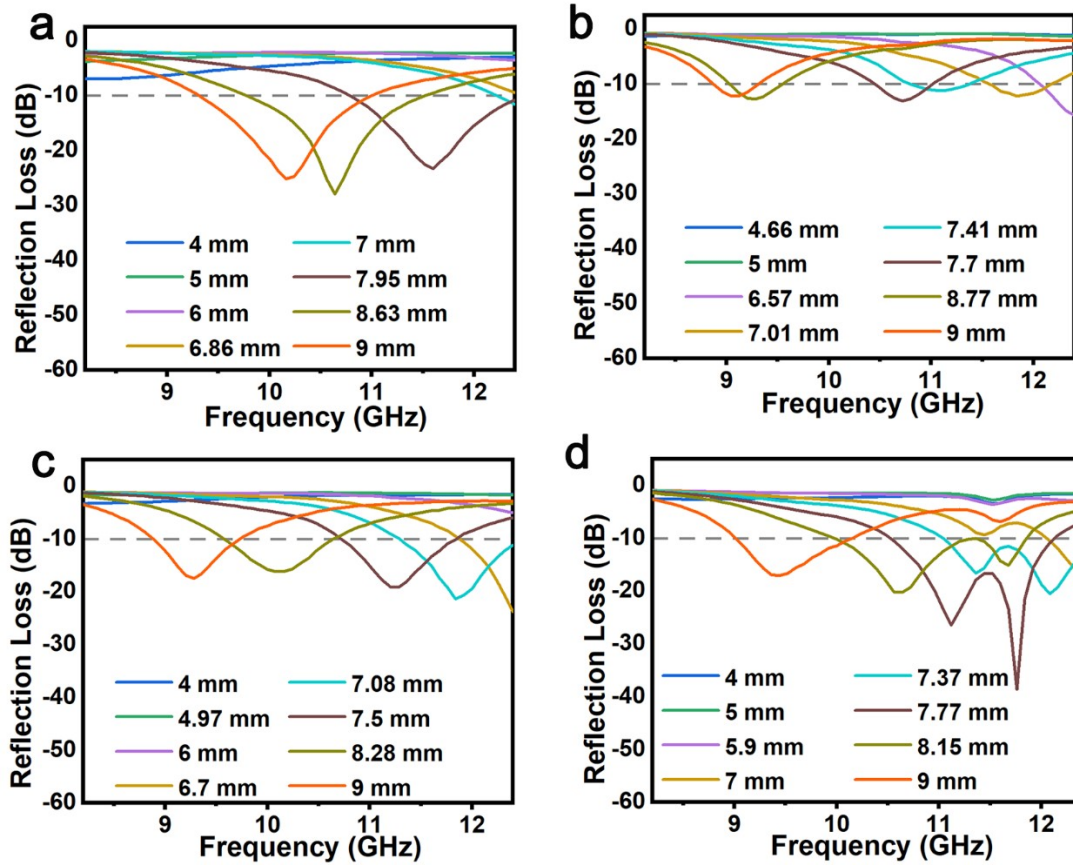 a
Reflection Loss (dB)
0
-10
-20
-30
-40
-50
-60
4 mm
5 mm
6 mm
6.86 mm
7 mm
7.95 mm
8.63 mm
9 mm
9
10
11
12
Frequency (GHz)
b
Reflection Loss (dB)
0
-10
-20
-30
-40
-50
-60
4.66 mm
5 mm
6.57 mm
7.01 mm
7.41 mm
7.7 mm
8.77 mm
9 mm
9
10
11
12
Frequency (GHz)
c
Reflection Loss (dB)
0
-10
-20
-30
-40
-50
-60
4 mm
4.97 mm
6 mm
6.7 mm
7.08 mm
7.5 mm
8.28 mm
9 mm
9
10
11
12
Frequency (GHz)
d
Reflection Loss (dB)
0
-10
-20
-30
-40
-50
-60
4 mm
5 mm
5.9 mm
7 mm
7.37 mm
7.77 mm
8.15 mm
9 mm
9
10
11
12
Frequency (GHz)